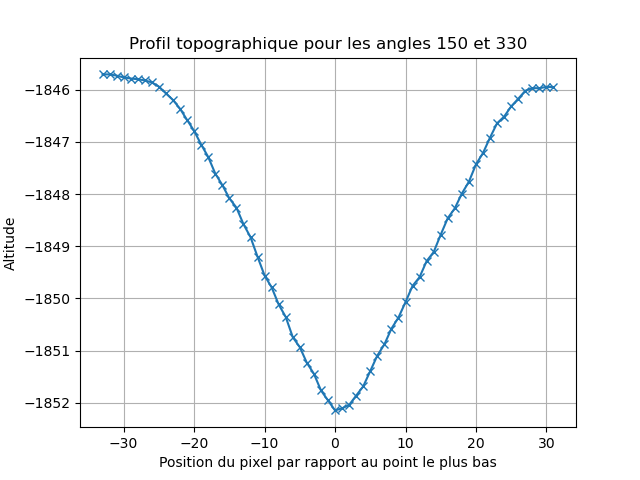 Profil topographique pour les angles 150 et 330
Altitude
−1846
−1847
−1848
−1849
−1850
−1851
−1852
−30 −20 −10 0 10 20 30
Position du pixel par rapport au point le plus bas